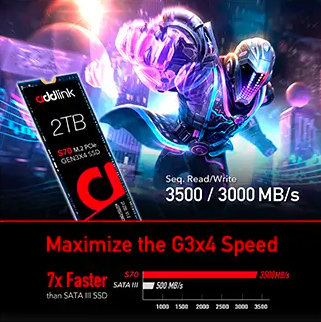 addlink
2TB
S70 M.2 PCIe
GEN3X4 SSD
Seq. Read/Write
3500 / 3000 MB/s
Maximize the G3x4 Speed
7x Faster
than SATA III SSD
S70 3500MB/s
SATA III 500 MB/s
1000 1500 2000 2500 3000 3500